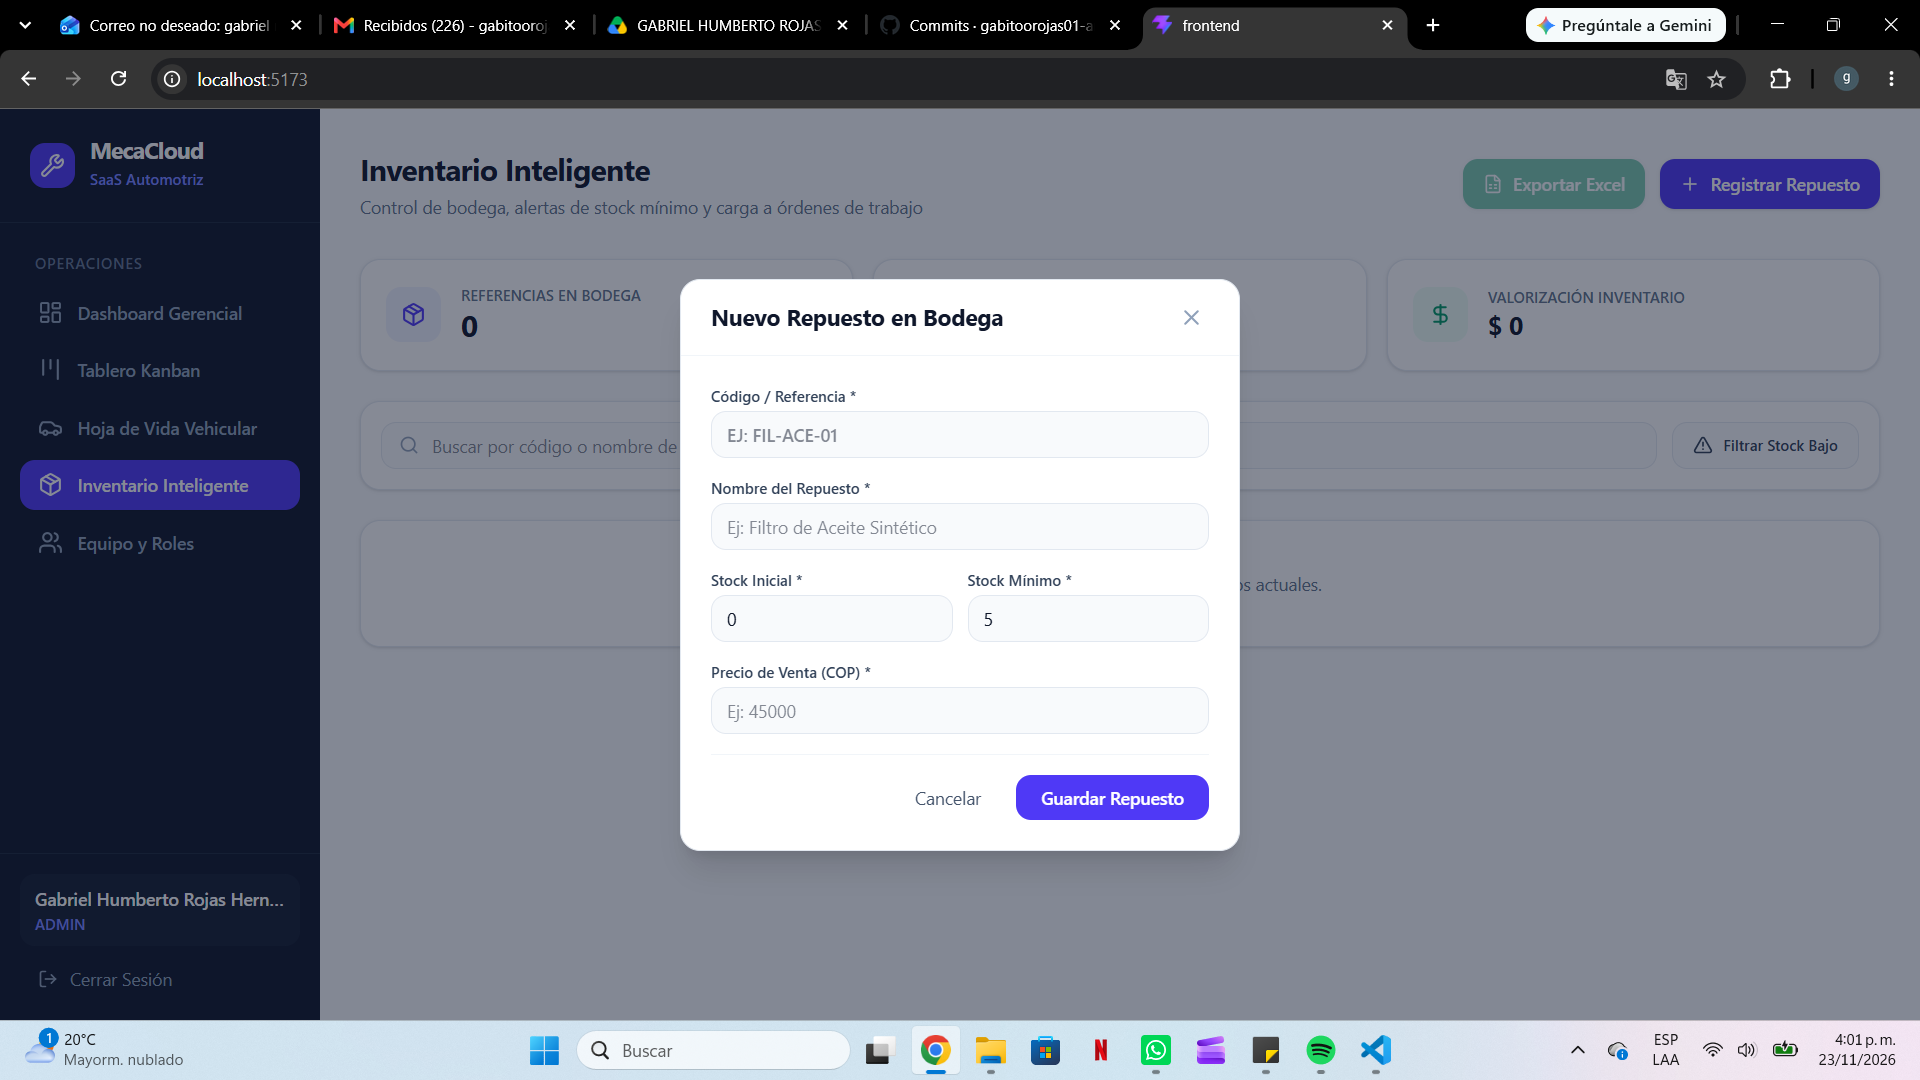 Correo no deseado: gabriel
Recibidos (226) - gabitooroj
GABRIEL HUMBERTO ROJAS
Commits · gabitoorojas01-a
frontend
Pregúntale a Gemini
localhost:5173
g
MecaCloud
SaaS Automotriz
OPERACIONES
Dashboard Gerencial
Tablero Kanban
Hoja de Vida Vehicular
Inventario Inteligente
Equipo y Roles
Gabriel Humberto Rojas Hern...
ADMIN
Cerrar Sesión
Inventario Inteligente
Control de bodega, alertas de stock mínimo y carga a órdenes de trabajo
Exportar Excel
Registrar Repuesto
REFERENCIAS EN BODEGA
0
VALORIZACIÓN INVENTARIO
$ 0
Buscar por código o nombre de
Filtrar Stock Bajo
os actuales.
Nuevo Repuesto en Bodega
Código / Referencia *
EJ: FIL-ACE-01
Nombre del Repuesto *
Ej: Filtro de Aceite Sintético
Stock Inicial *
Stock Mínimo *
0
5
Precio de Venta (COP) *
Ej: 45000
Cancelar
Guardar Repuesto
1
20°C
Mayorm. nublado
Buscar
N
ESP
LAA
4:01 p. m.
23/11/2026